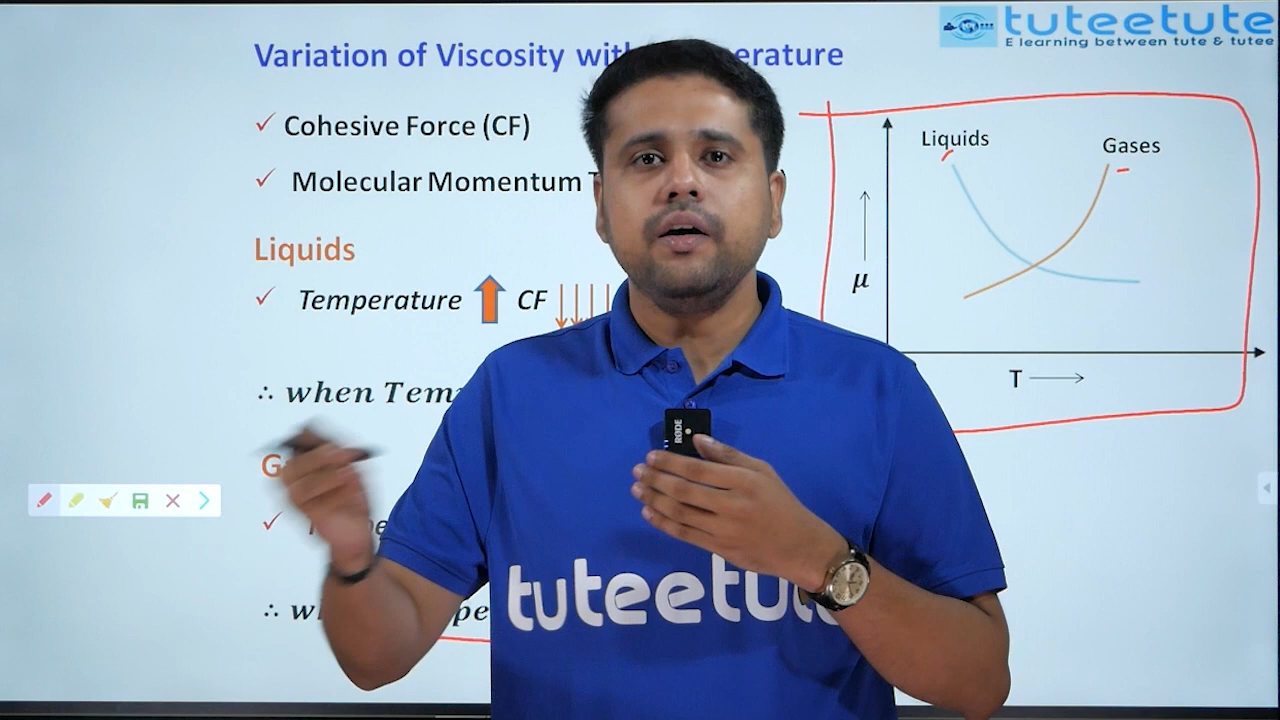 tuteetute
E learning between tute & tutee
Variation of Viscosity with erature
Cohesive Force (CF)
Molecular Momentum
Liquids
Temperature CF
∴ when Tem
∴
Liquids
Gases
μ
T
RØDE
tuteetute